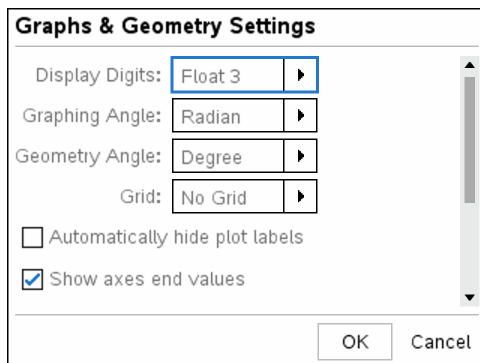 Graphs & Geometry Settings
Display Digits: Float 3
Graphing Angle: Radian
Geometry Angle: Degree
Grid: No Grid
Automatically hide plot labels
Show axes end values
OK Cancel